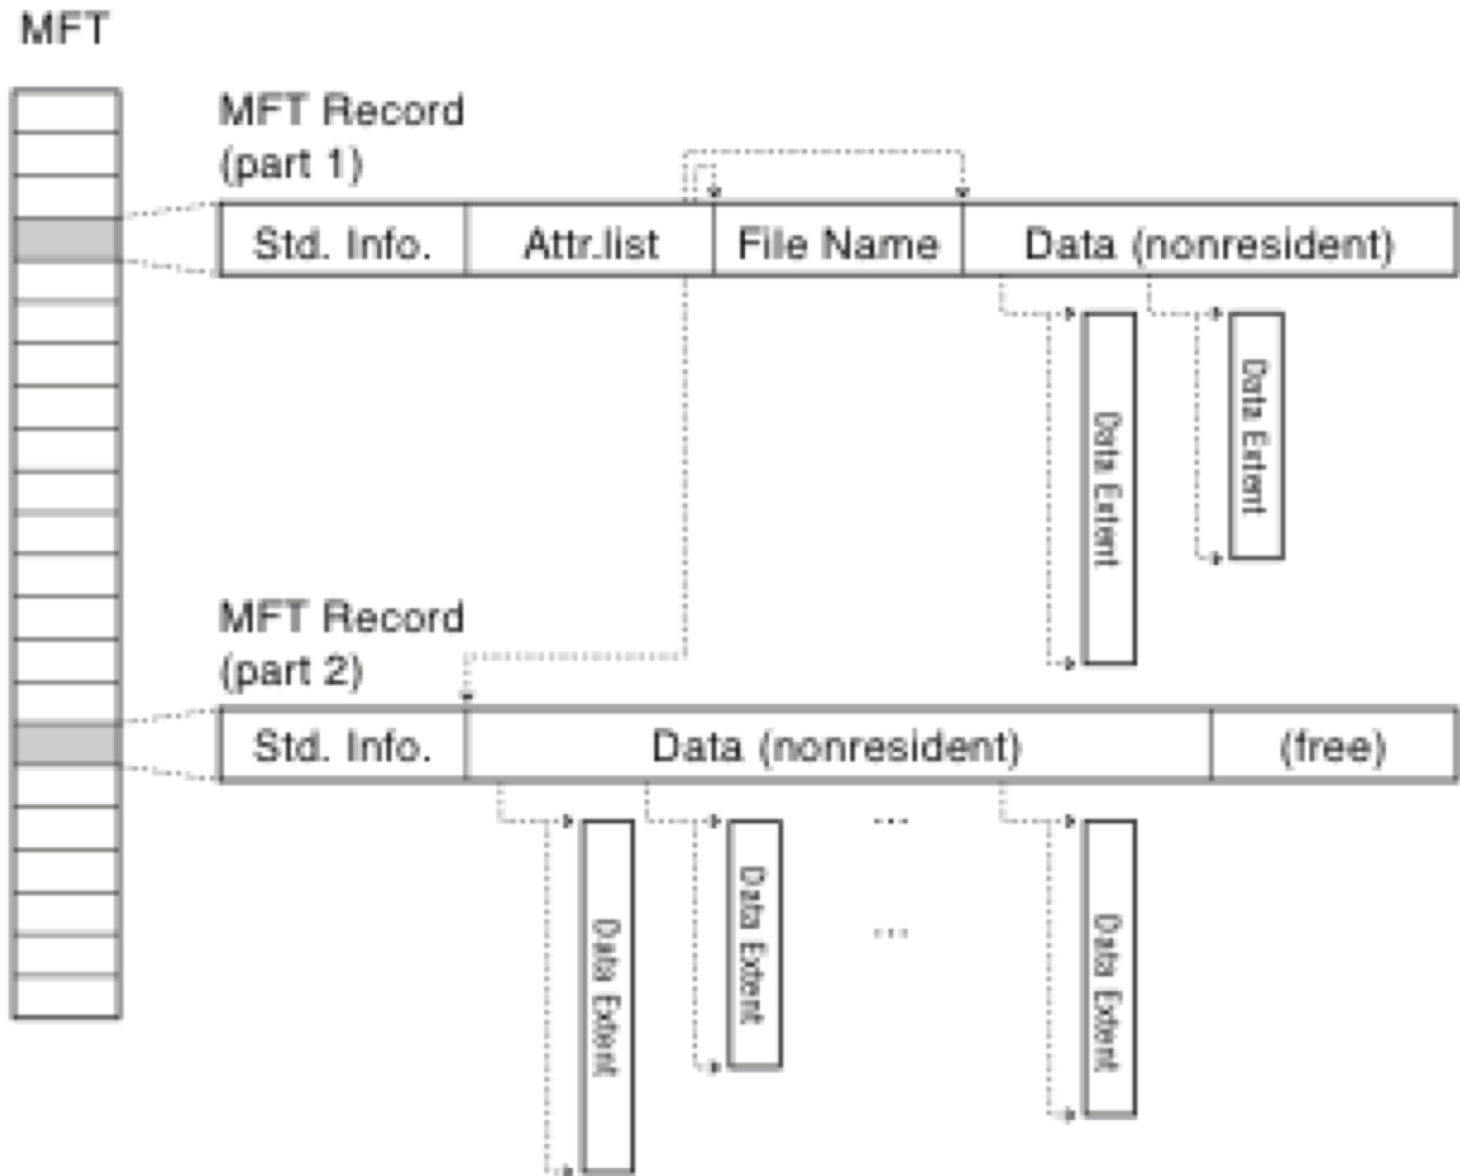 MFT
MFT Record
(part 1)
Std. Info.
Attr.list
File Name
Data (nonresident)
Data Extent
Data Extent
MFT Record
(part 2)
Std. Info.
Data (nonresident)
(free)
Data Extent
Data Extent
...
...
Data Extent